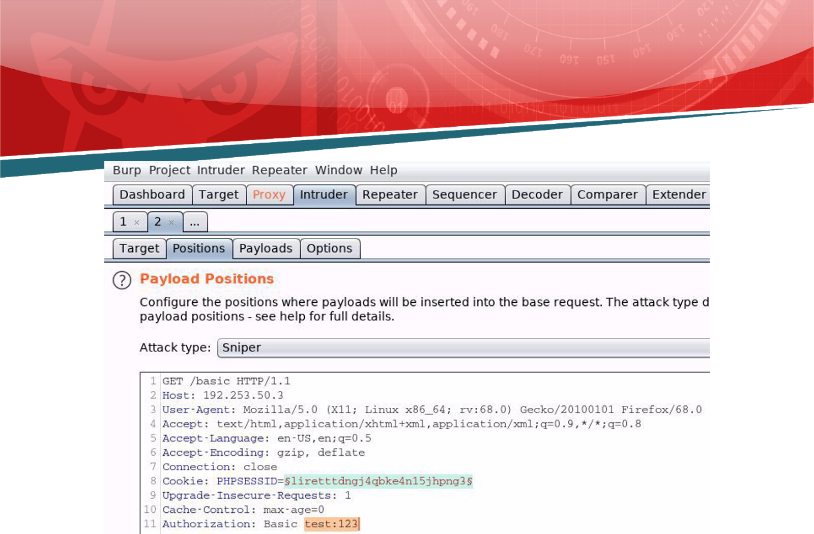 Burp Project Intruder Repeater Window Help
Dashboard Target Proxy Intruder Repeater Sequencer Decoder Comparer Extender
1 × 2 × ...
Target Positions Payloads Options
? Payload Positions
Configure the positions where payloads will be inserted into the base request. The attack type d
payload positions - see help for full details.
Attack type: Sniper
1 GET /basic HTTP/1.1
2 Host: 192.253.50.3
3 User-Agent: Mozilla/5.0 (X11; Linux x86_64; rv:68.0) Gecko/20100101 Firefox/68.0
4 Accept: text/html,application/xhtml+xml,application/xml;q=0.9,*/*;q=0.8
5 Accept-Language: en-US,en;q=0.5
6 Accept-Encoding: gzip, deflate
7 Connection: close
8 Cookie: PHPSESSID=§liretttdngj4qbke4n15jhpng3§
9 Upgrade-Insecure-Requests: 1
10 Cache-Control: max-age=0
11 Authorization: Basic test:123